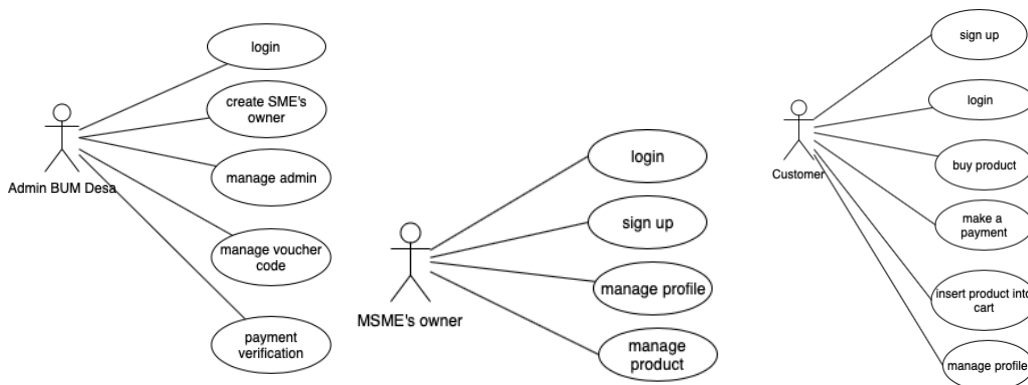 login
create SME's
owner
manage admin
Admin BUM Desa
manage voucher
code
payment
verification
login
sign up
manage profile
MSME's owner
manage
product
sign up
login
buy product
Customer
make a
payment
insert product into
cart
manage profile